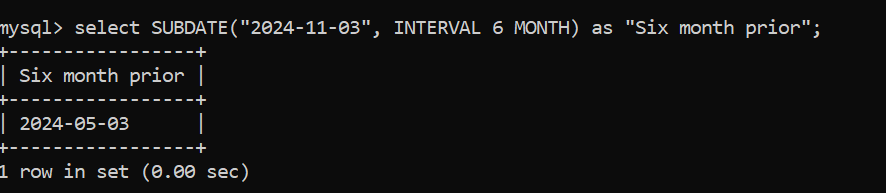 mysql> select SUBDATE("2024-11-03", INTERVAL 6 MONTH) as "Six month prior";
+-----------------+
| Six month prior |
+-----------------+
| 2024-05-03      |
+-----------------+
1 row in set (0.00 sec)